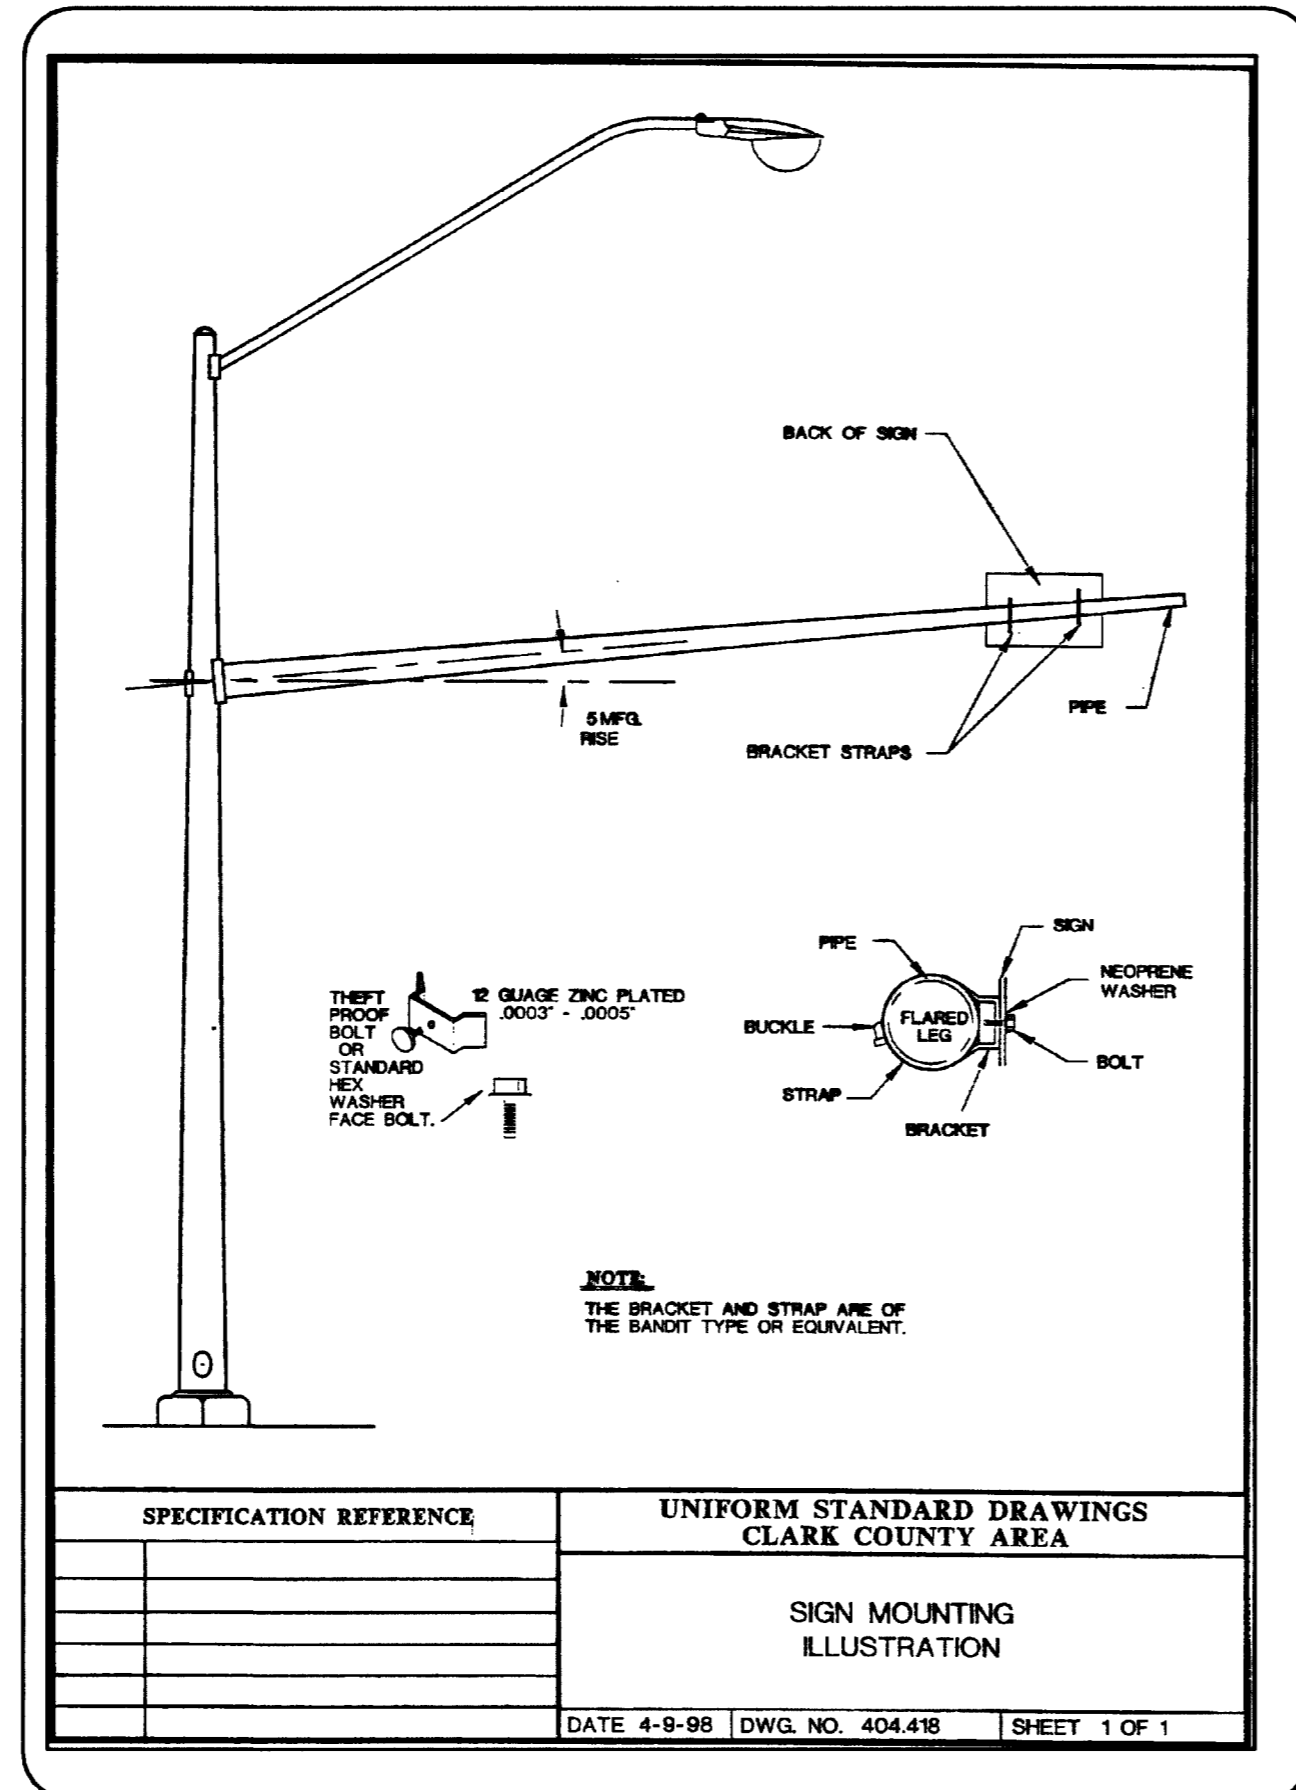 BACK OF SIGN
5 MFG.
RISE
BRACKET STRAPS
PIPE
THEFT
PROOF
BOLT
OR
STANDARD
HEX
WASHER
FACE BOLT.
12 GUAGE ZINC PLATED
.0003" - .0005"
PIPE
SIGN
NEOPRENE
WASHER
BUCKLE
FLARED
LEG
BOLT
STRAP
BRACKET
NOTE:
THE BRACKET AND STRAP ARE OF
THE BANDIT TYPE OR EQUIVALENT.
SPECIFICATION REFERENCE
UNIFORM STANDARD DRAWINGS
CLARK COUNTY AREA
SIGN MOUNTING
ILLUSTRATION
DATE 4-9-98 DWG. NO. 404.418 SHEET 1 OF 1